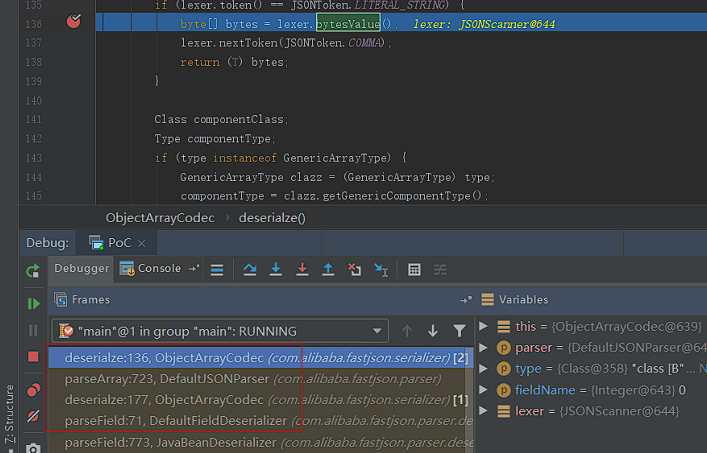 135 if (lexer.token() == JSONToken.LITERAL_STRING) {
136 byte[] bytes = lexer.bytesValue(); lexer: JSONScanner@644
137 lexer.nextToken(JSONToken.COMMA);
138 return (T) bytes;
139 }
140
141 Class componentClass;
142 Type componentType;
143 if (type instanceof GenericArrayType) {
144 GenericArrayType clazz = (GenericArrayType) type;
145 componentType = clazz.getGenericComponentType();
ObjectArrayCodec › deserialze()
Debug: PoC ×
Debugger Console
Frames
Variables
"main"@1 in group "main": RUNNING
deserialze:136, ObjectArrayCodec (com.alibaba.fastjson.serializer) [2]
parseArray:723, DefaultJSONParser (com.alibaba.fastjson.parser)
deserialze:177, ObjectArrayCodec (com.alibaba.fastjson.serializer) [1]
parseField:71, DefaultFieldDeserializer (com.alibaba.fastjson.parser.de
parseField:773, JavaBeanDeserializer (com.alibaba.fastjson.parser.dese
this = {ObjectArrayCodec@639}
parser = {DefaultJSONParser@64
type = {Class@358} "class [B"... N
fieldName = {Integer@643} 0
lexer = {JSONScanner@644}
Z: Structure